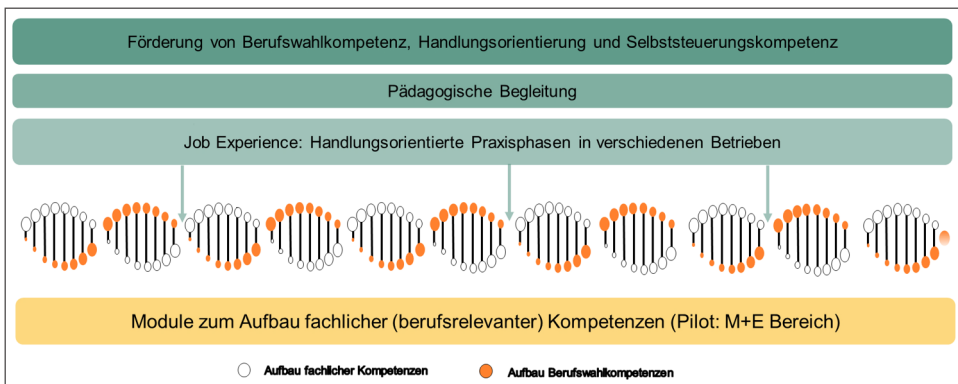 Förderung von Berufswahlkompetenz, Handlungsorientierung und Selbststeuerungskompetenz
Pädagogische Begleitung
Job Experience: Handlungsorientierte Praxisphasen in verschiedenen Betrieben
Module zum Aufbau fachlicher (berufsrelevanter) Kompetenzen (Pilot: M+E Bereich)
Aufbau fachlicher Kompetenzen
Aufbau Berufswahlkompetenzen